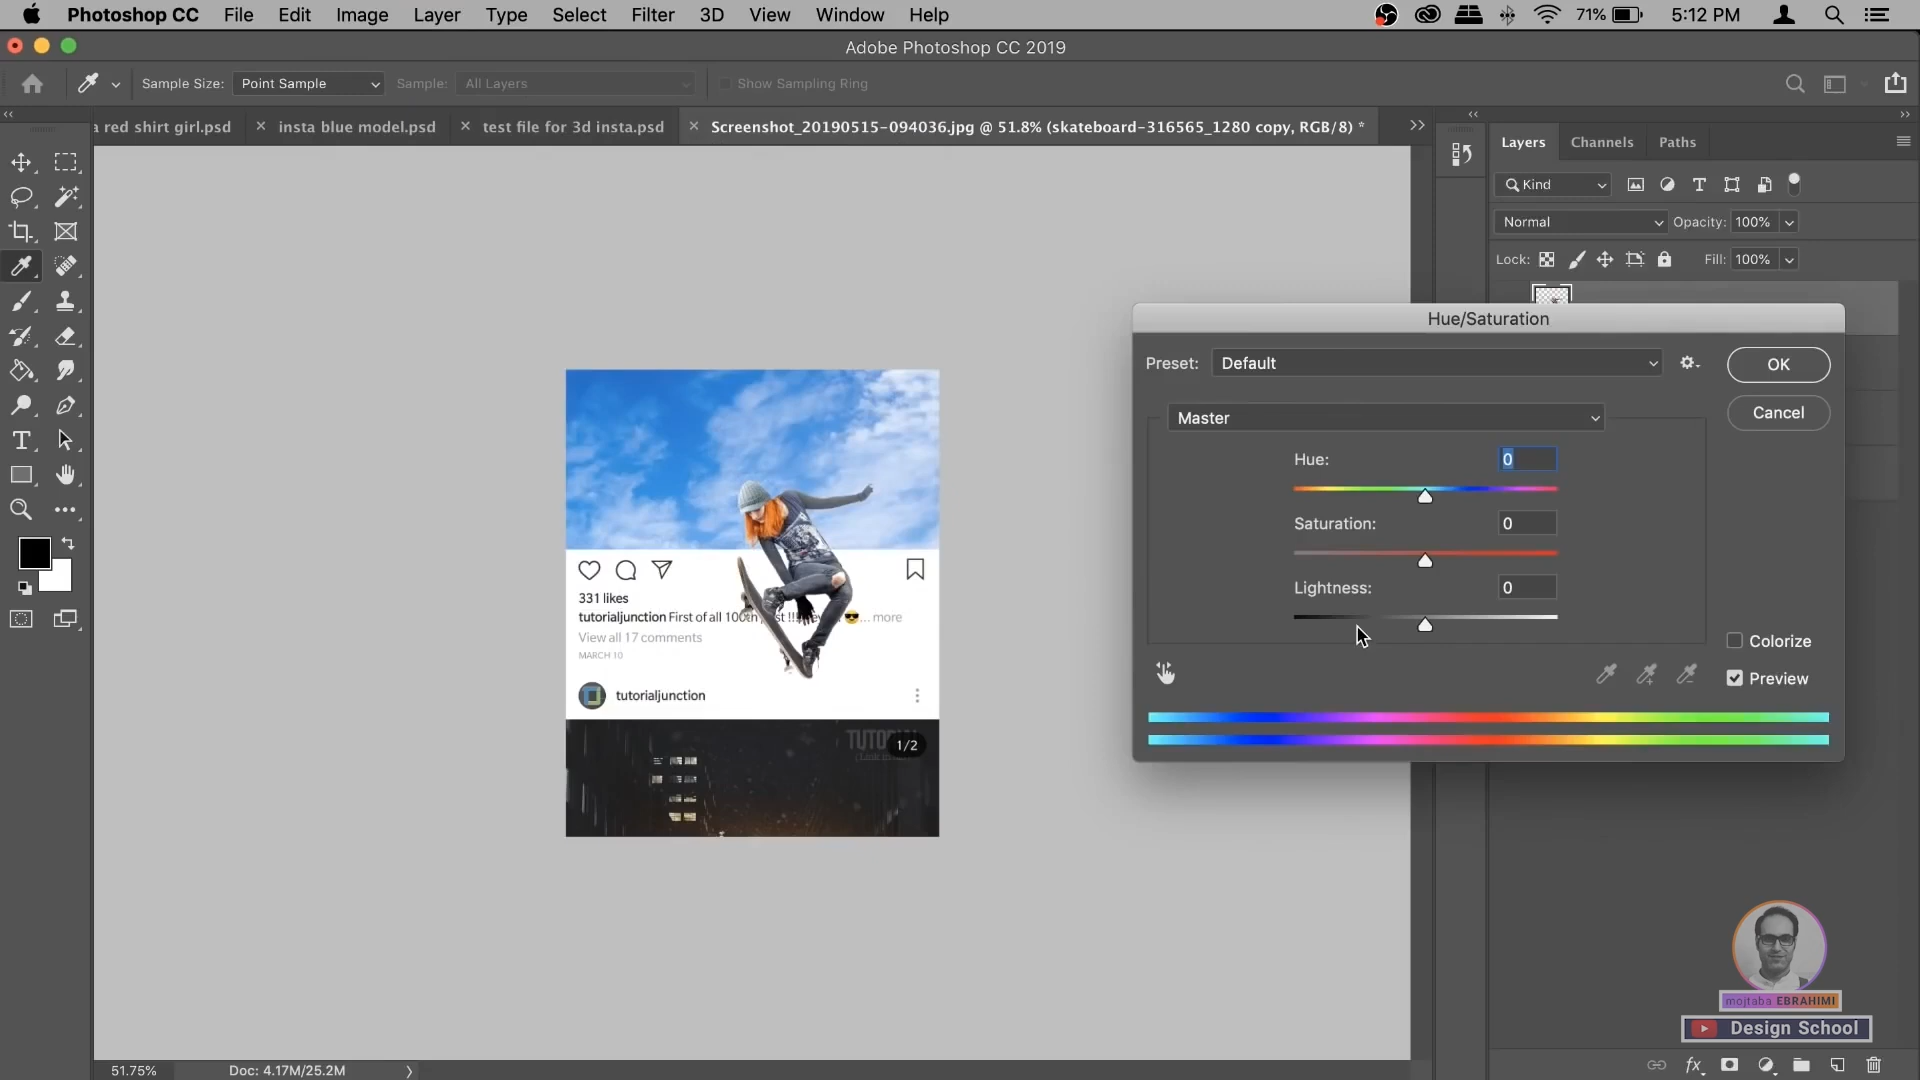 Photoshop CC File Edit Image Layer Type Select Filter 3D View Window Help 71% 5:12 PM
Adobe Photoshop CC 2019
Sample Size: Point Sample Sample: All Layers Show Sampling Ring
a red shirt girl.psd × insta blue model.psd × test file for 3d insta.psd × Screenshot_20190515-094036.jpg @ 51.8% (skateboard-316565_1280 copy, RGB/8) *
Layers Channels Paths
Kind
Normal Opacity: 100%
Lock: Fill: 100%
Hue/Saturation
Preset: Default OK
Cancel
Master
Hue: 0
Saturation: 0
Lightness: 0
Colorize
Preview
331 likes
tutorialjunction First of all 100th more
View all 17 comments
MARCH 10
tutorialjunction
1/2
mojtaba EBRAHIMI
Design School
51.75% Doc: 4.17M/25.2M